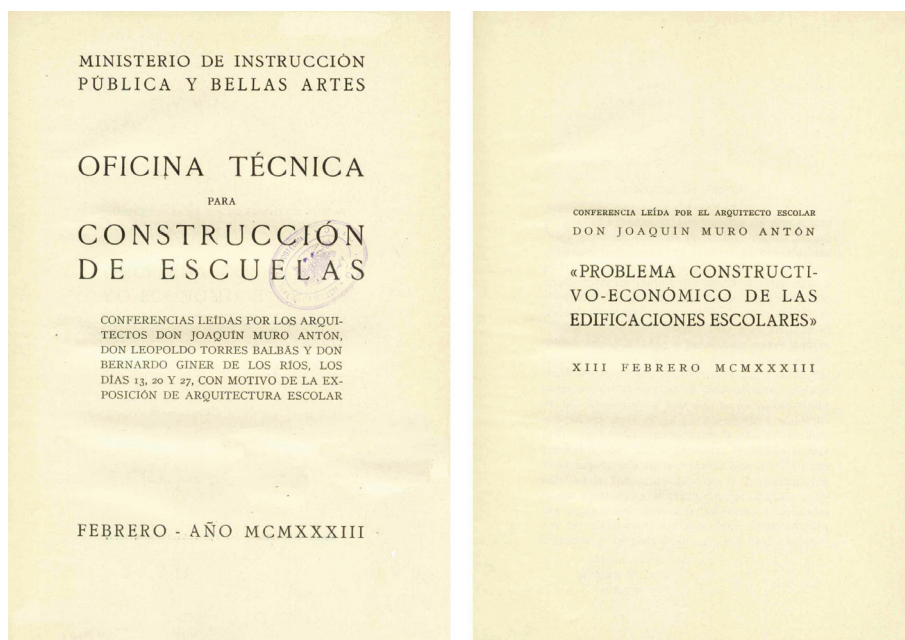 MINISTERIO DE INSTRUCCIÓN
PÚBLICA Y BELLAS ARTES
OFICINA TÉCNICA
PARA
CONSTRUCCIÓN
DE ESCUELAS
CONFERENCIAS LEÍDAS POR LOS ARQUI-
TECTOS DON JOAQUÍN MURO ANTÓN,
DON LEOPOLDO TORRES BALBÁS Y DON
BERNARDO GINER DE LOS RÍOS, LOS
DÍAS 13, 20 Y 27, CON MOTIVO DE LA EX-
POSICIÓN DE ARQUITECTURA ESCOLAR
FEBRERO - AÑO MCMXXXIII
CONFERENCIA LEÍDA POR EL ARQUITECTO ESCOLAR
DON JOAQUÍN MURO ANTÓN
«PROBLEMA CONSTRUCTI-
VO-ECONÓMICO DE LAS
EDIFICACIONES ESCOLARES»
XIII FEBRERO MCMXXXIII